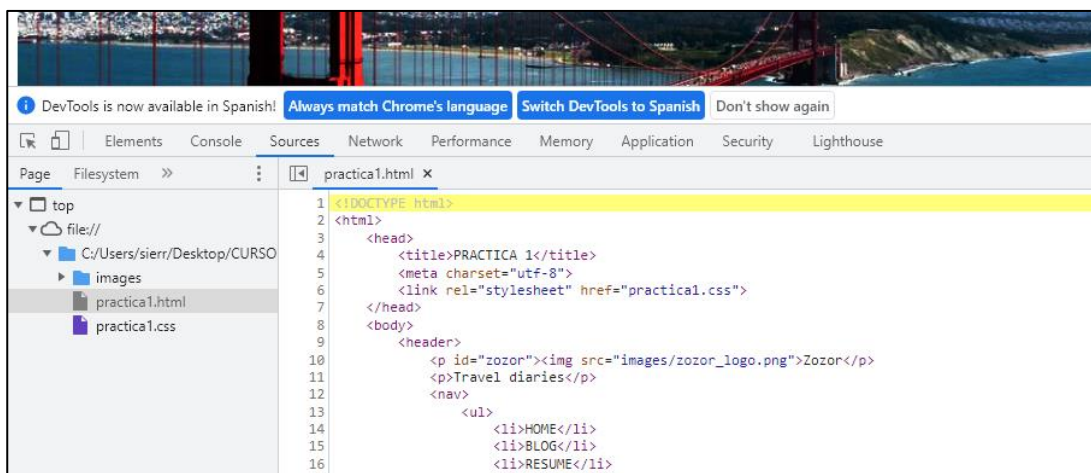 DevTools is now available in Spanish! Always match Chrome's language Switch DevTools to Spanish Don't show again
Elements Console Sources Network Performance Memory Application Security Lighthouse
Page Filesystem » practica1.html ×
top
file://
C:/Users/sierr/Desktop/CURSO
images
practica1.html
practica1.css
1 <!DOCTYPE html>
2 <html>
3 <head>
4 <title>PRACTICA 1</title>
5 <meta charset="utf-8">
6 <link rel="stylesheet" href="practica1.css">
7 </head>
8 <body>
9 <header>
10 <p id="zozor"><img src="images/zozor_logo.png">Zozor</p>
11 <p>Travel diaries</p>
12 <nav>
13 <ul>
14 <li>HOME</li>
15 <li>BLOG</li>
16 <li>RESUME</li>